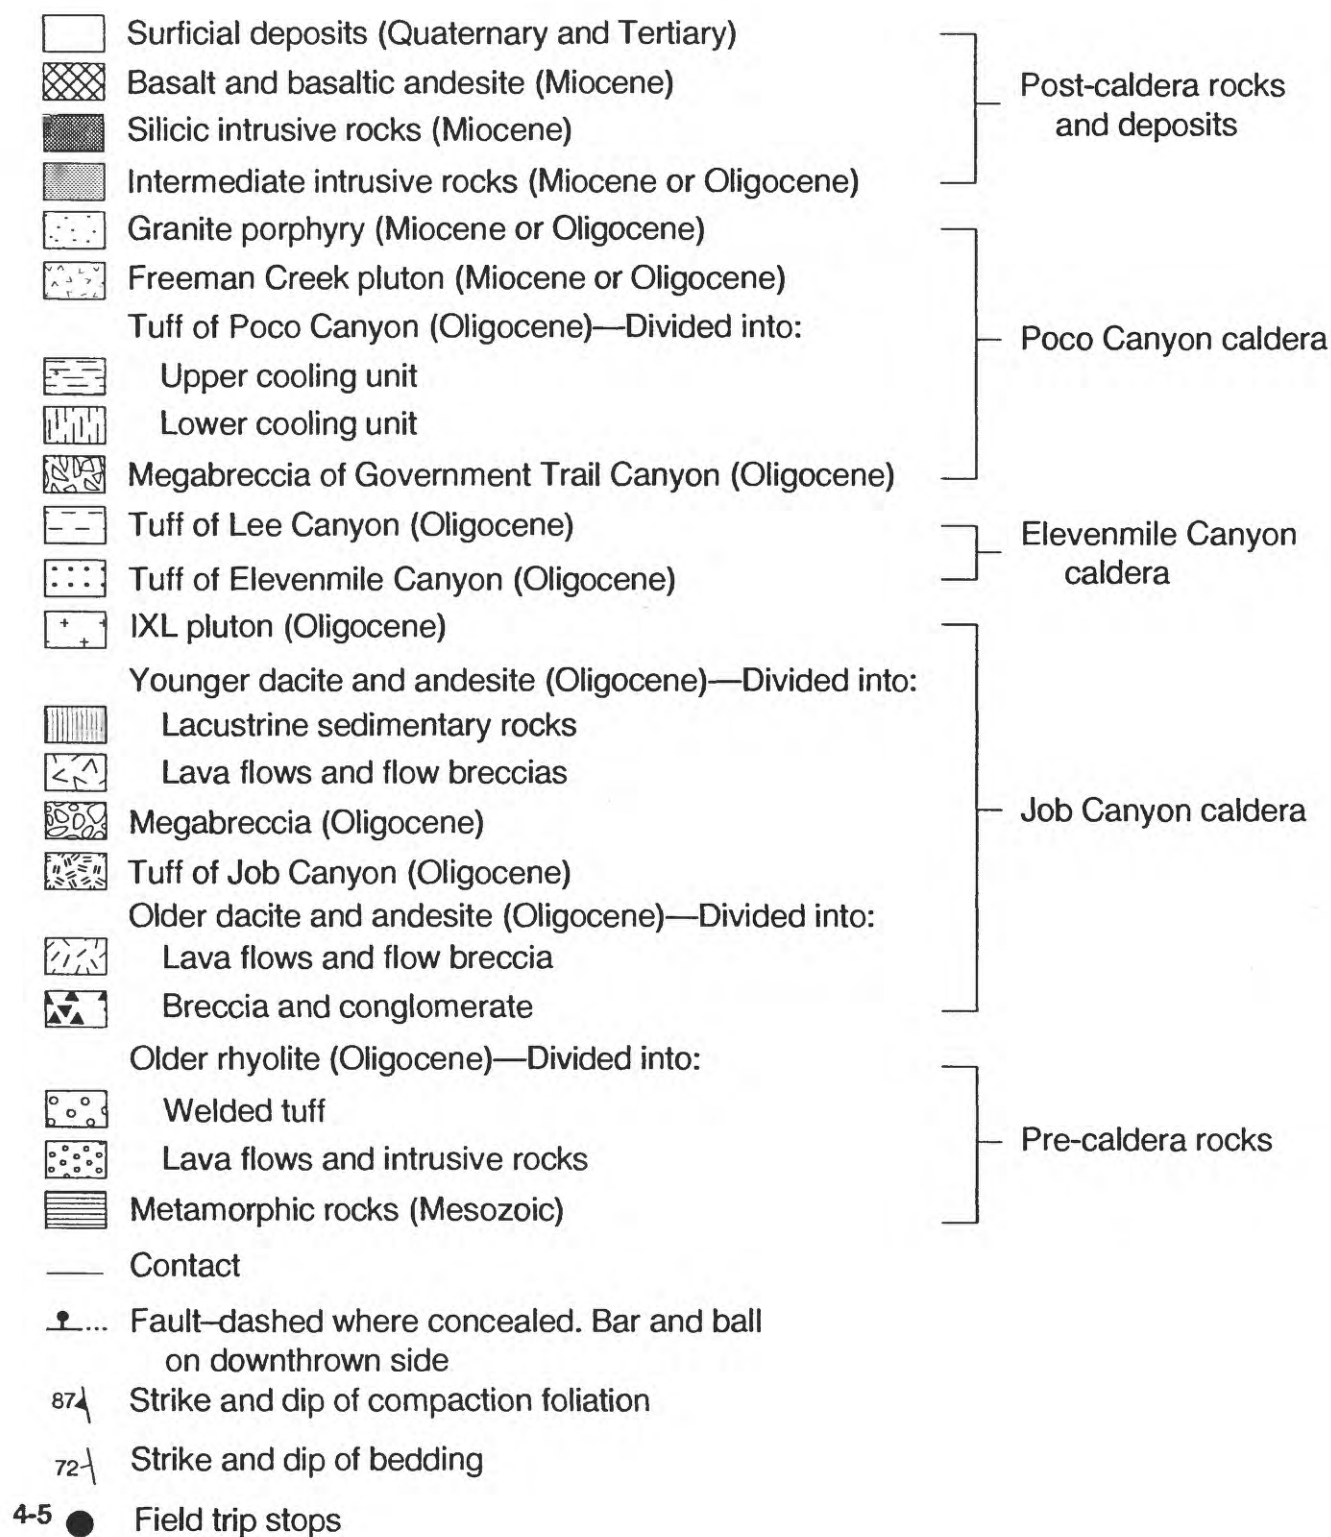 Surficial deposits (Quaternary and Tertiary)
Basalt and basaltic andesite (Miocene)
Silicic intrusive rocks (Miocene)
Intermediate intrusive rocks (Miocene or Oligocene)
Post-caldera rocks
and deposits
Granite porphyry (Miocene or Oligocene)
Freeman Creek pluton (Miocene or Oligocene)
Tuff of Poco Canyon (Oligocene)—Divided into:
Upper cooling unit
Lower cooling unit
Megabreccia of Government Trail Canyon (Oligocene)
Poco Canyon caldera
Tuff of Lee Canyon (Oligocene)
Tuff of Elevenmile Canyon (Oligocene)
Elevenmile Canyon
caldera
IXL pluton (Oligocene)
Younger dacite and andesite (Oligocene)—Divided into:
Lacustrine sedimentary rocks
Lava flows and flow breccias
Megabreccia (Oligocene)
Tuff of Job Canyon (Oligocene)
Older dacite and andesite (Oligocene)—Divided into:
Lava flows and flow breccia
Breccia and conglomerate
Job Canyon caldera
Older rhyolite (Oligocene)—Divided into:
Welded tuff
Lava flows and intrusive rocks
Metamorphic rocks (Mesozoic)
Pre-caldera rocks
Contact
Fault–dashed where concealed. Bar and ball
on downthrown side
87 Strike and dip of compaction foliation
72 Strike and dip of bedding
4-5 Field trip stops